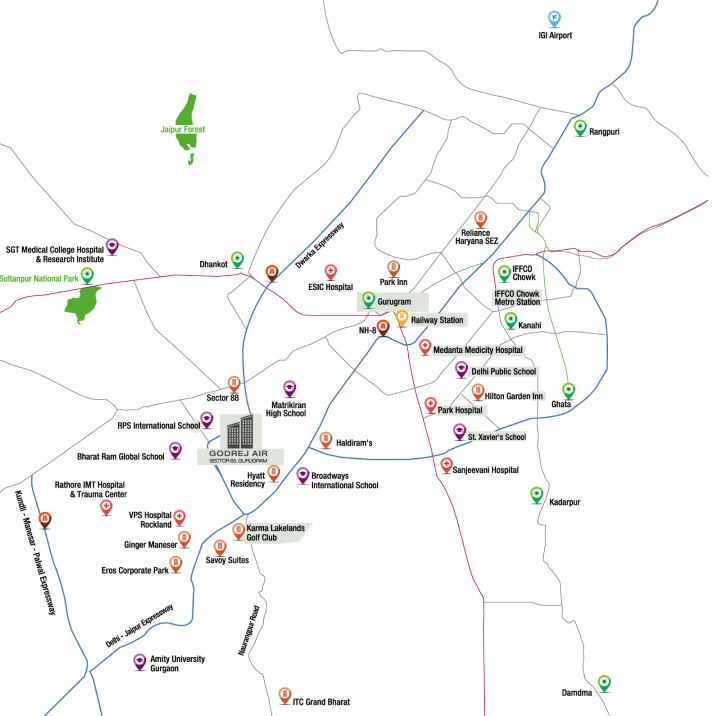 IGI Airport
Rangpuri
Jaipur Forest
Reliance
Haryana SEZ
Dwarka Expressway
SGT Medical College Hospital
& Research Institute
Sultanpur National Park
Dhankot
ESIC Hospital
Park Inn
IFFCO
Chowk
IFFCO Chowk
Metro Station
Gurugram
Railway Station
NH-8
Kanahi
Medanta Medicity Hospital
Delhi Public School
Hilton Garden Inn
Ghata
Sector 88
Matrikiran
High School
Park Hospital
RPS International School
St. Xavier's School
GODREJ AIR
SECTOR 85, GURUGRAM
Haldiram's
Bharat Ram Global School
Sanjeevani Hospital
Hyatt
Residency
Broadways
International School
Rathore IMT Hospital
& Trauma Center
Kadarpur
VPS Hospital
Rockland
Kundli - Manesar - Palwal Expressway
Karma Lakelands
Golf Club
Ginger Maneser
Savoy Suites
Eros Corporate Park
Delhi - Jaipur Expressway
Naurangpur Road
Amity University
Gurgaon
ITC Grand Bharat
Damdma